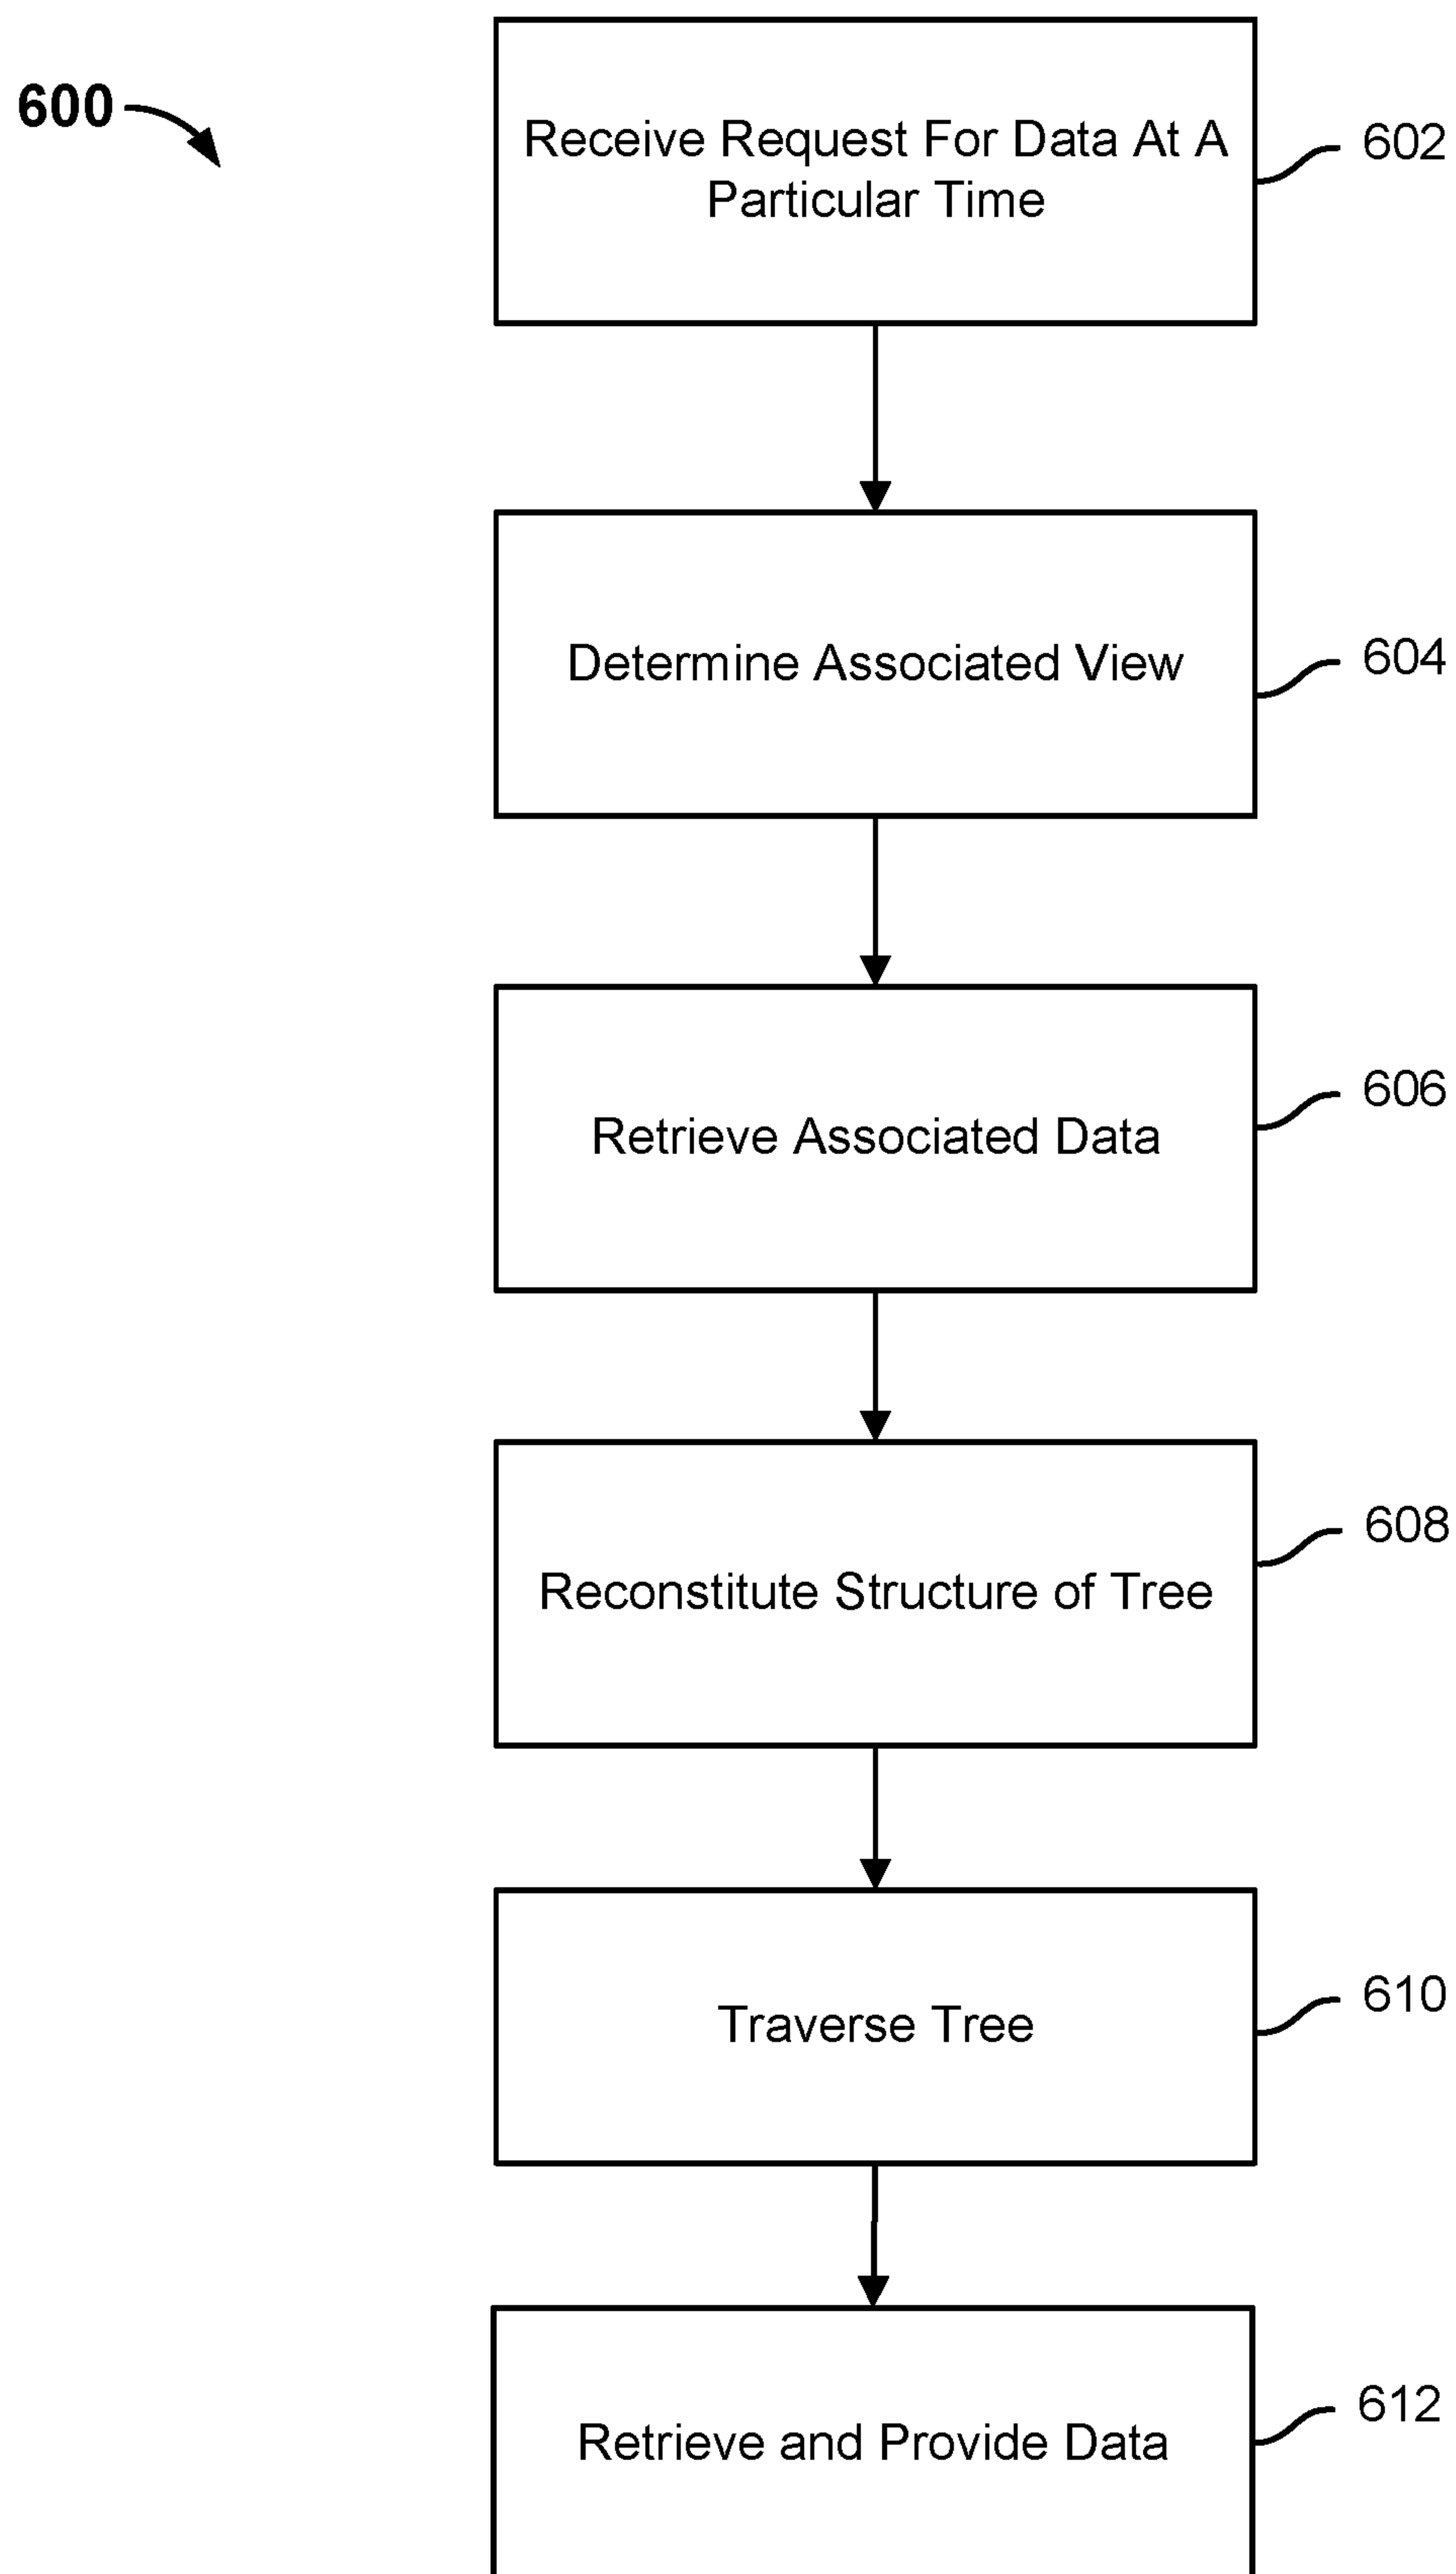 600
Receive Request For Data At A
Particular Time
602
Determine Associated View
604
Retrieve Associated Data
606
Reconstitute Structure of Tree
608
Traverse Tree
610
Retrieve and Provide Data
612